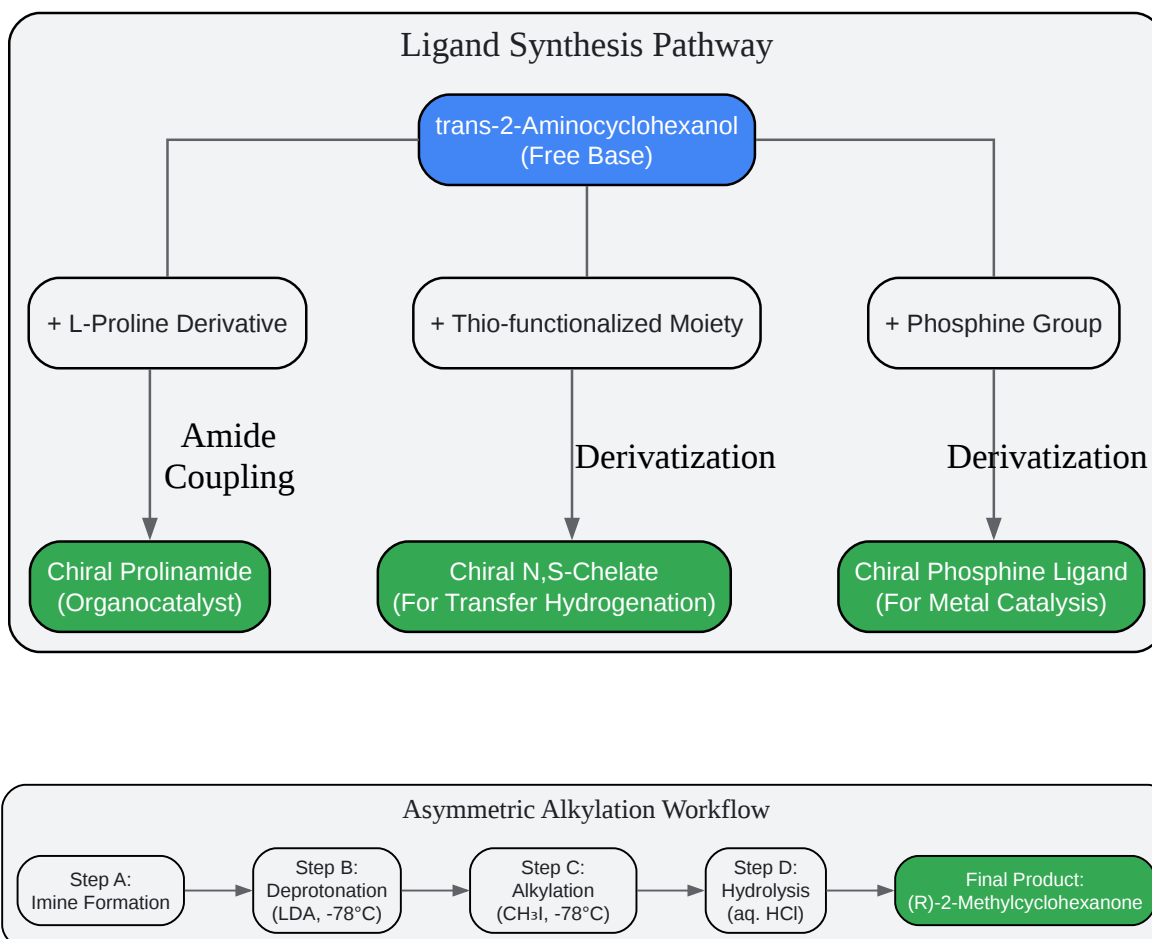 Ligand Synthesis Pathway
trans-2-Aminocyclohexanol
(Free Base)
+ L-Proline Derivative
+ Thio-functionalized Moiety
+ Phosphine Group
Amide
Coupling
Derivatization
Derivatization
Chiral Prolinamide
(Organocatalyst)
Chiral N,S-Chelate
(For Transfer Hydrogenation)
Chiral Phosphine Ligand
(For Metal Catalysis)
Asymmetric Alkylation Workflow
Step A:
Imine Formation
Step B:
Deprotonation
(LDA, -78°C)
Step C:
Alkylation
(CH₃I, -78°C)
Step D:
Hydrolysis
(aq. HCl)
Final Product:
(R)-2-Methylcyclohexanone